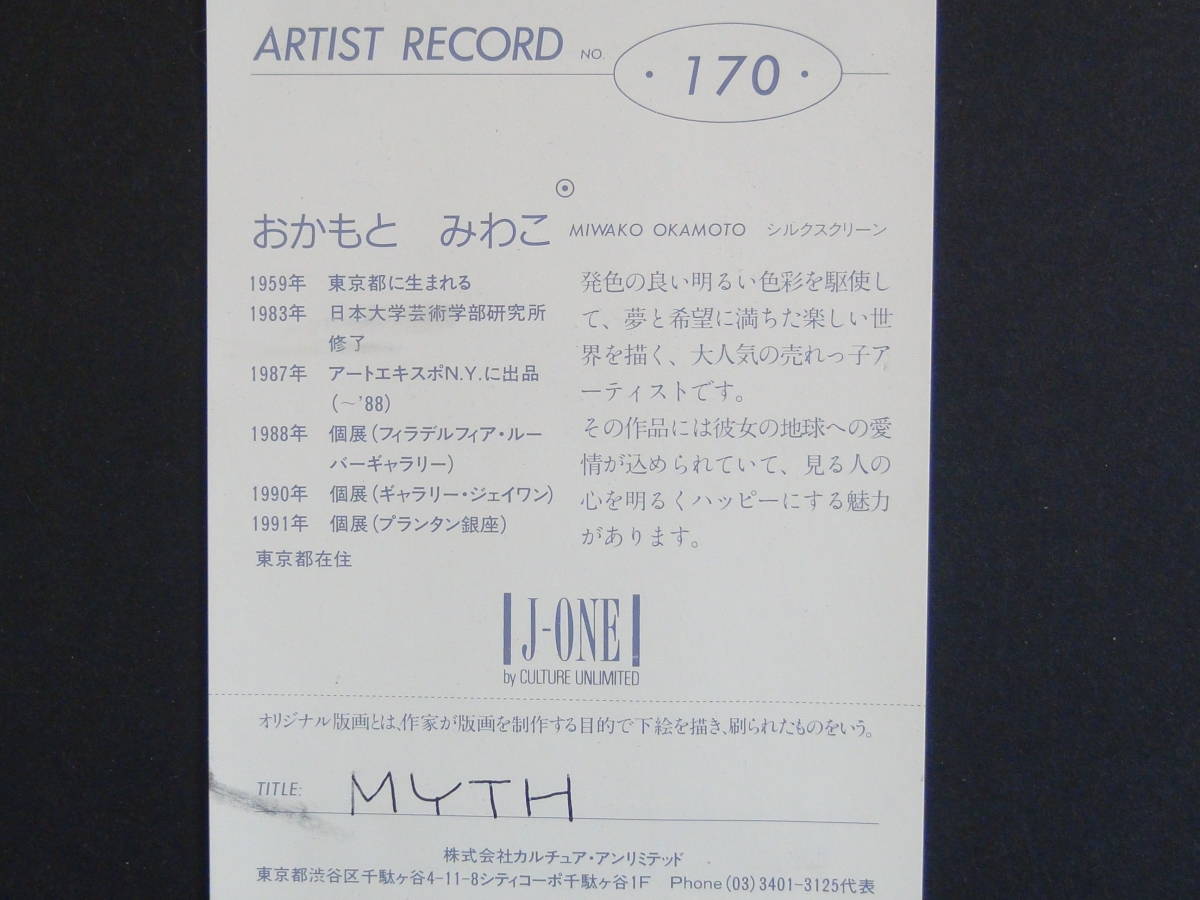 ARTIST RECORD NO. ・170・
おかもと みわこ MIWAKO OKAMOTO シルクスクリーン
1959年 東京都に生まれる
1983年 日本大学芸術学部研究所
修了
1987年 アートエキスポN.Y.に出品
(～'88)
1988年 個展(フィラデルフィア・ルー
バーギャラリー)
1990年 個展(ギャラリー・ジェイワン)
1991年 個展(プランタン銀座)
東京都在住
発色の良い明るい色彩を駆使し
て、夢と希望に満ちた楽しい世
界を描く、大人気の売れっ子ア
ーティストです。
その作品には彼女の地球への愛
情が込められていて、見る人の
心を明るくハッピーにする魅力
があります。
J-ONE
by CULTURE UNLIMITED
オリジナル版画とは、作家が版画を制作する目的で下絵を描き、刷られたものをいう。
TITLE: MYTH
株式会社カルチュア・アンリミテッド
東京都渋谷区千駄ヶ谷4-11-8シティコーポ千駄ヶ谷1F Phone(03)3401-3125代表